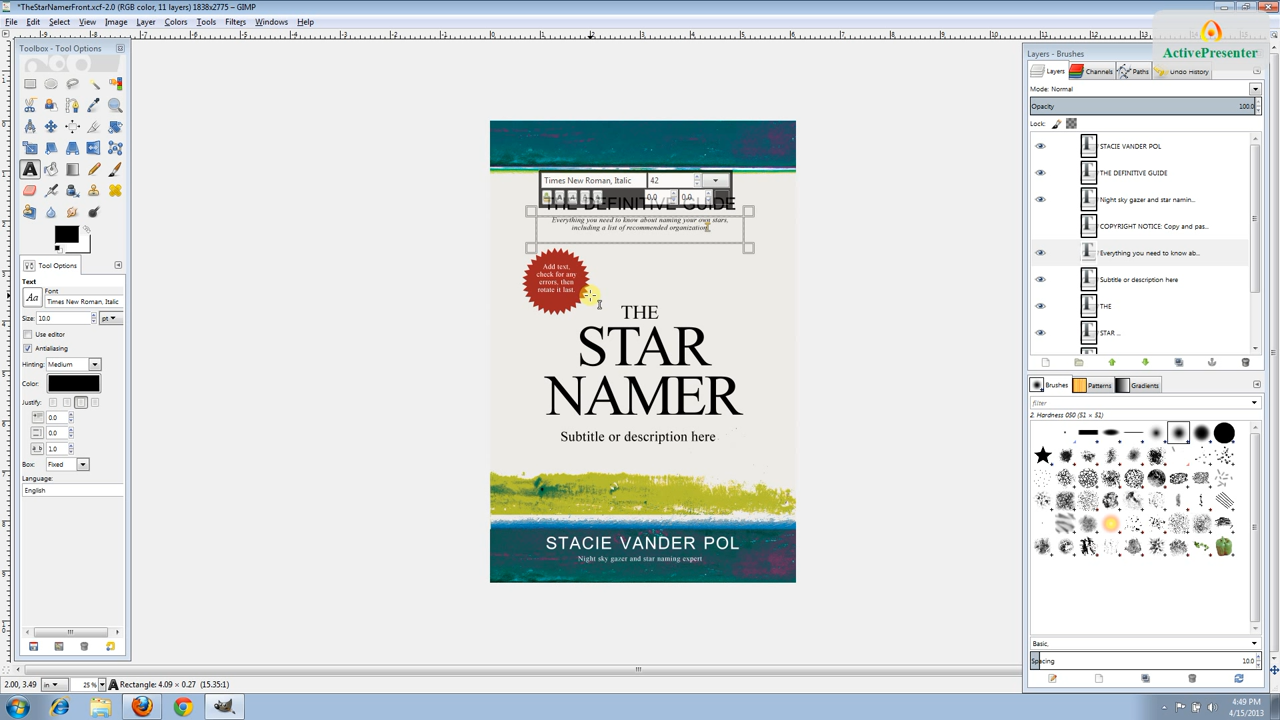 *TheStarNamerFront.xcf-2.0 (RGB color, 11 layers) 1838x2775 – GIMP
File Edit Select View Image Layer Colors Tools Filters Windows Help
ActivePresenter
Toolbox - Tool Options
Tool Options
Text
Font
Aa
Times New Roman, Italic
Size: 10.0 pt
Use editor
Antialiasing
Hinting: Medium
Color:
Justify:
0.0
0.0
1.0
Box: Fixed
Language:
English
Times New Roman, Italic 42
0.0 0.0
THE DEFINITIVE GUIDE
Everything you need to know about naming your own stars,
including a list of recommended organization
Add text,
check for any
errors, then
rotate it last.
THE
STAR
NAMER
Subtitle or description here
STACIE VANDER POL
Night sky gazer and star naming expert
Layers - Brushes
Layers Channels Paths Undo History
Mode: Normal
Opacity 100.0
Lock:
STACIE VANDER POL
THE DEFINITIVE GUIDE
Night sky gazer and star namin...
COPYRIGHT NOTICE: Copy and pas...
Everything you need to know ab...
Subtitle or description here
THE
STAR ...
Brushes Patterns Gradients
filter
2. Hardness 050 (51 × 51)
Basic,
Spacing 10.0
2.00, 3.49 in 25% Rectangle: 4.09 × 0.27 (15.35:1)
4:49 PM
4/15/2013